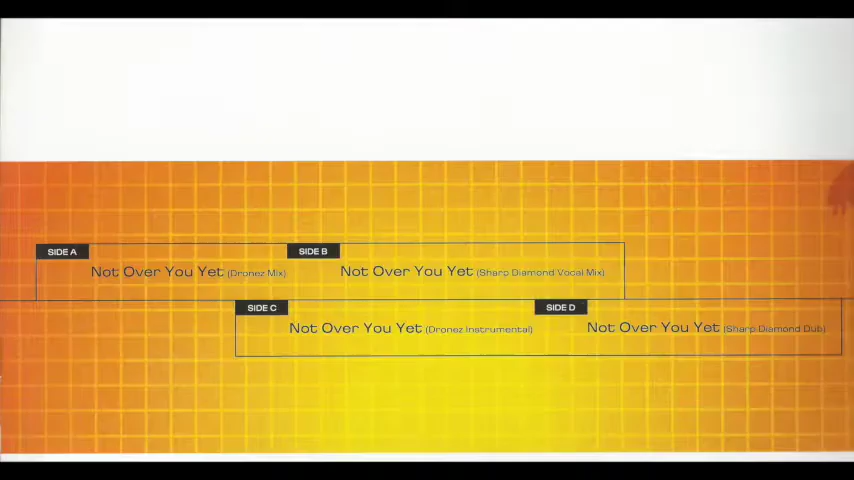 SIDE A
Not Over You Yet (Dronez Mix)
SIDE B
Not Over You Yet (Sharp Diamond Vocal Mix)
SIDE C
Not Over You Yet (Dronez Instrumental)
SIDE D
Not Over You Yet (Sharp Diamond Dub)